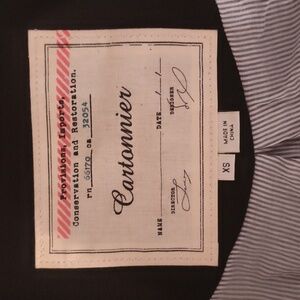 Provisions, Imports,
Conservation and Restoration.
rn 66170 ca 32054
Cartonnier
NAME
DATE
DIRECTOR
DESIGNER
XS
MADE IN
CHINA